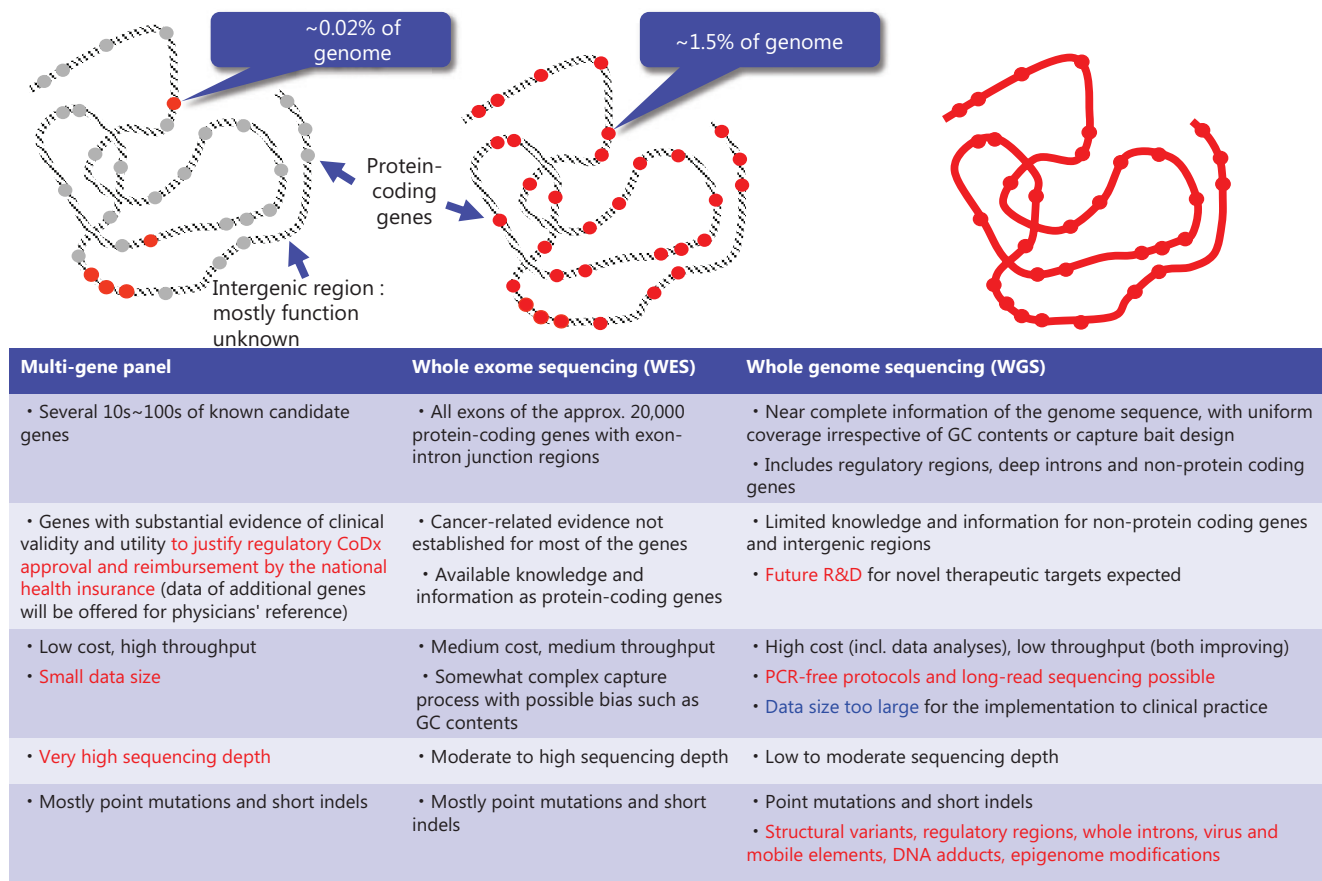 ~0.02% of
genome
~1.5% of genome
Protein-
coding
genes
Intergenic region :
mostly function
unknown
Multi-gene panel
・Several 10s~100s of known candidate
genes
・Genes with substantial evidence of clinical
validity and utility to justify regulatory CoDx
approval and reimbursement by the national
health insurance (data of additional genes
will be offered for physicians' reference)
・Low cost, high throughput
・Small data size
・Very high sequencing depth
・Mostly point mutations and short indels
Whole exome sequencing (WES)
・All exons of the approx. 20,000
protein-coding genes with exon-
intron junction regions
・Cancer-related evidence not
established for most of the genes
・Available knowledge and
information as protein-coding genes
・Medium cost, medium throughput
・Somewhat complex capture
process with possible bias such as
GC contents
・Moderate to high sequencing depth
・Mostly point mutations and short
indels
Whole genome sequencing (WGS)
・Near complete information of the genome sequence, with uniform
coverage irrespective of GC contents or capture bait design
・Includes regulatory regions, deep introns and non-protein coding
genes
・Limited knowledge and information for non-protein coding genes
and intergenic regions
・Future R&D for novel therapeutic targets expected
・High cost (incl. data analyses), low throughput (both improving)
・PCR-free protocols and long-read sequencing possible
・Data size too large for the implementation to clinical practice
・Low to moderate sequencing depth
・Point mutations and short indels
・Structural variants, regulatory regions, whole introns, virus and
mobile elements, DNA adducts, epigenome modifications